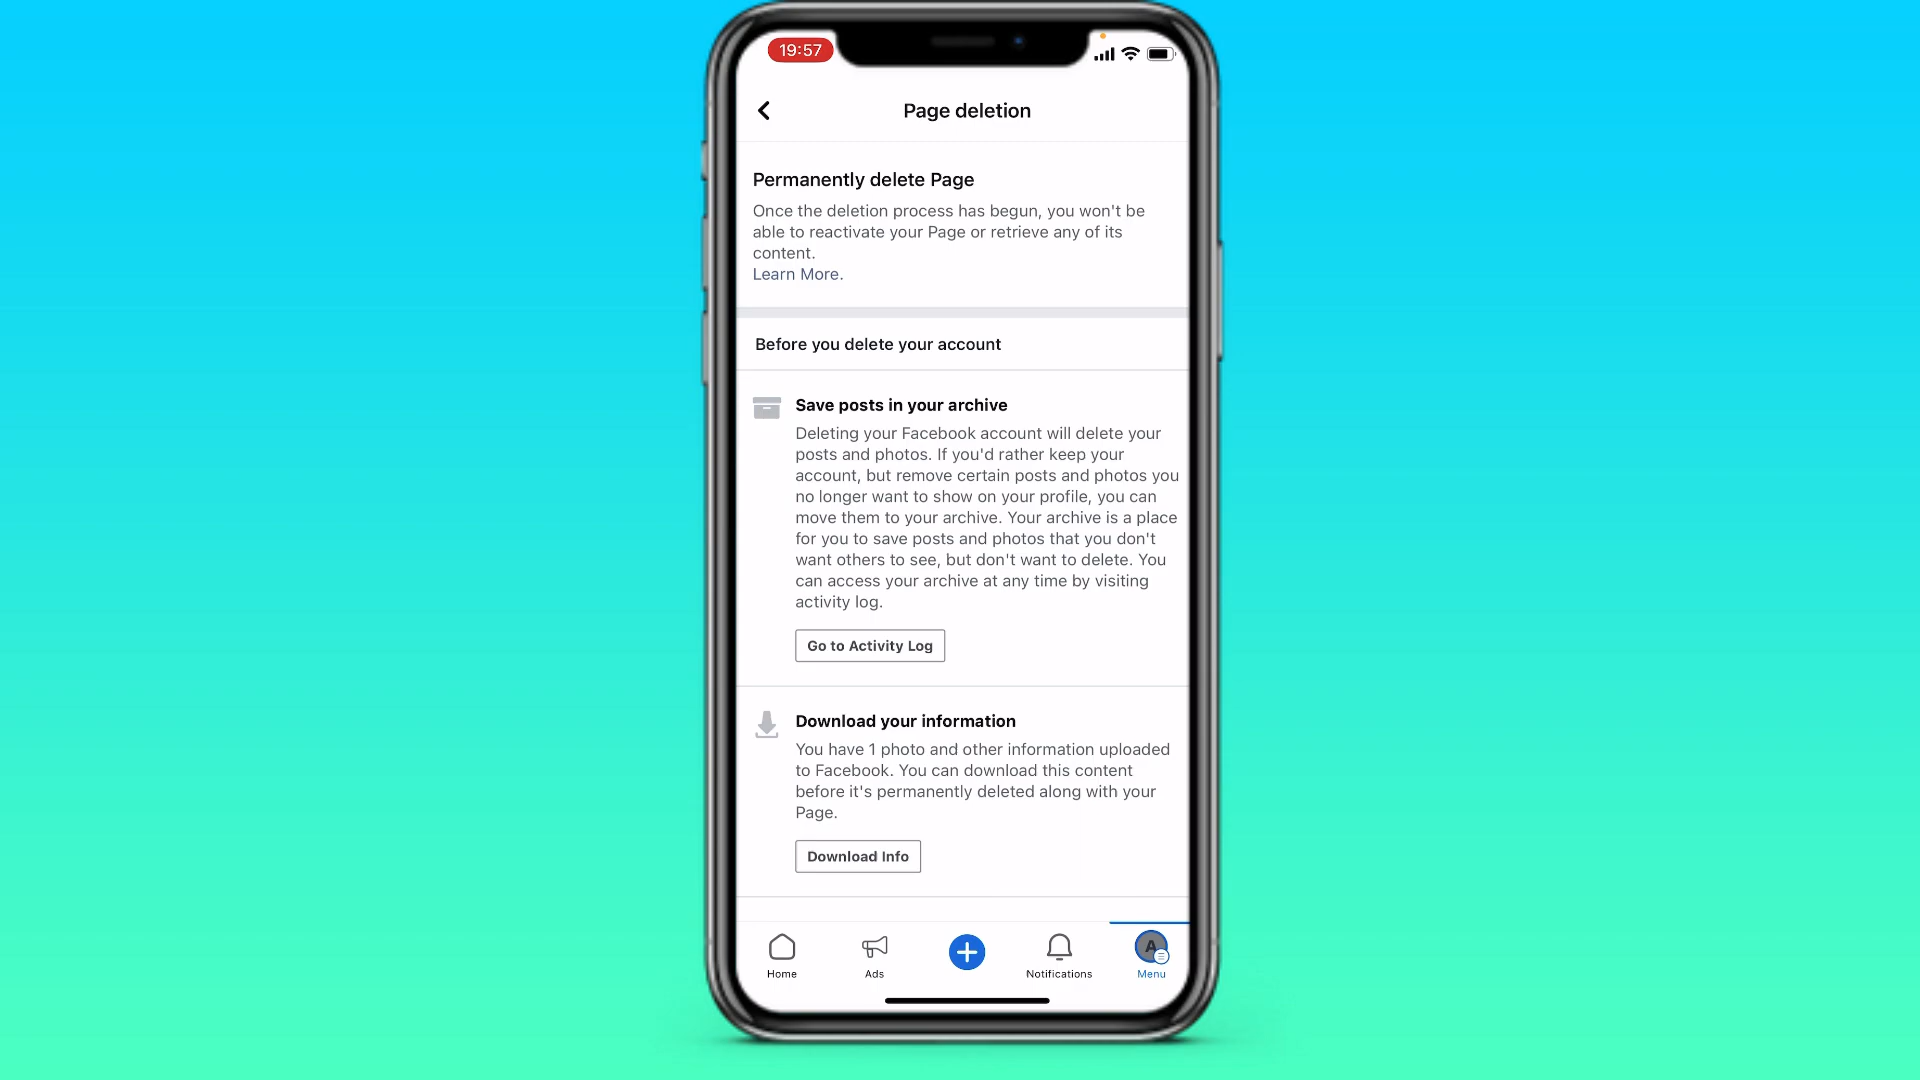 19:57
Page deletion
Permanently delete Page
Once the deletion process has begun, you won't be
able to reactivate your Page or retrieve any of its
content.
Learn More.
Before you delete your account
Save posts in your archive
Deleting your Facebook account will delete your
posts and photos. If you'd rather keep your
account, but remove certain posts and photos you
no longer want to show on your profile, you can
move them to your archive. Your archive is a place
for you to save posts and photos that you don't
want others to see, but don't want to delete. You
can access your archive at any time by visiting
activity log.
Go to Activity Log
Download your information
You have 1 photo and other information uploaded
to Facebook. You can download this content
before it's permanently deleted along with your
Page.
Download Info
A
Home Ads Notifications Menu